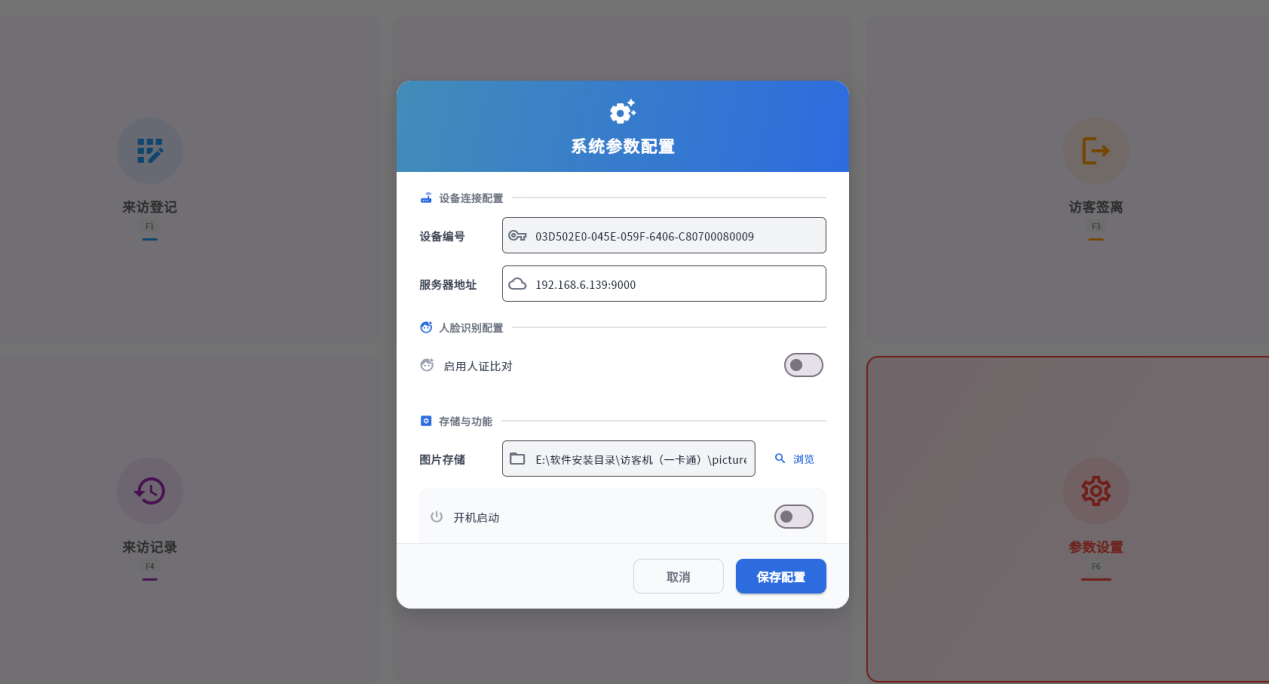 系统参数配置
设备连接配置
设备编号
03D502E0-045E-059F-6406-C80700080009
服务器地址
192.168.6.139:9000
人脸识别配置
启用人证比对
存储与功能
图片存储
E:\软件安装目录\访客机（一卡通）\picture
浏览
开机启动
取消
保存配置
来访登记
F1
访客签离
F3
来访记录
F4
参数设置
F6